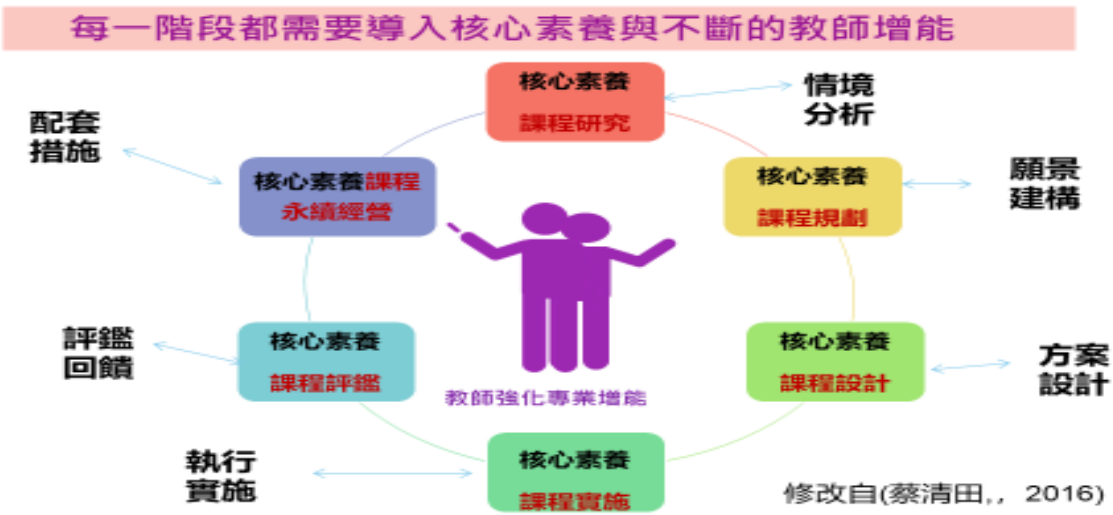 每一階段都需要導入核心素養與不斷的教師增能
核心素養
課程研究
情境
分析
配套
措施
核心素養課程
永續經營
核心素養
課程規劃
願景
建構
評鑑
回饋
核心素養
課程評鑑
核心素養
課程設計
方案
設計
教師強化專業增能
執行
實施
核心素養
課程實施
修改自(蔡清田,, 2016)